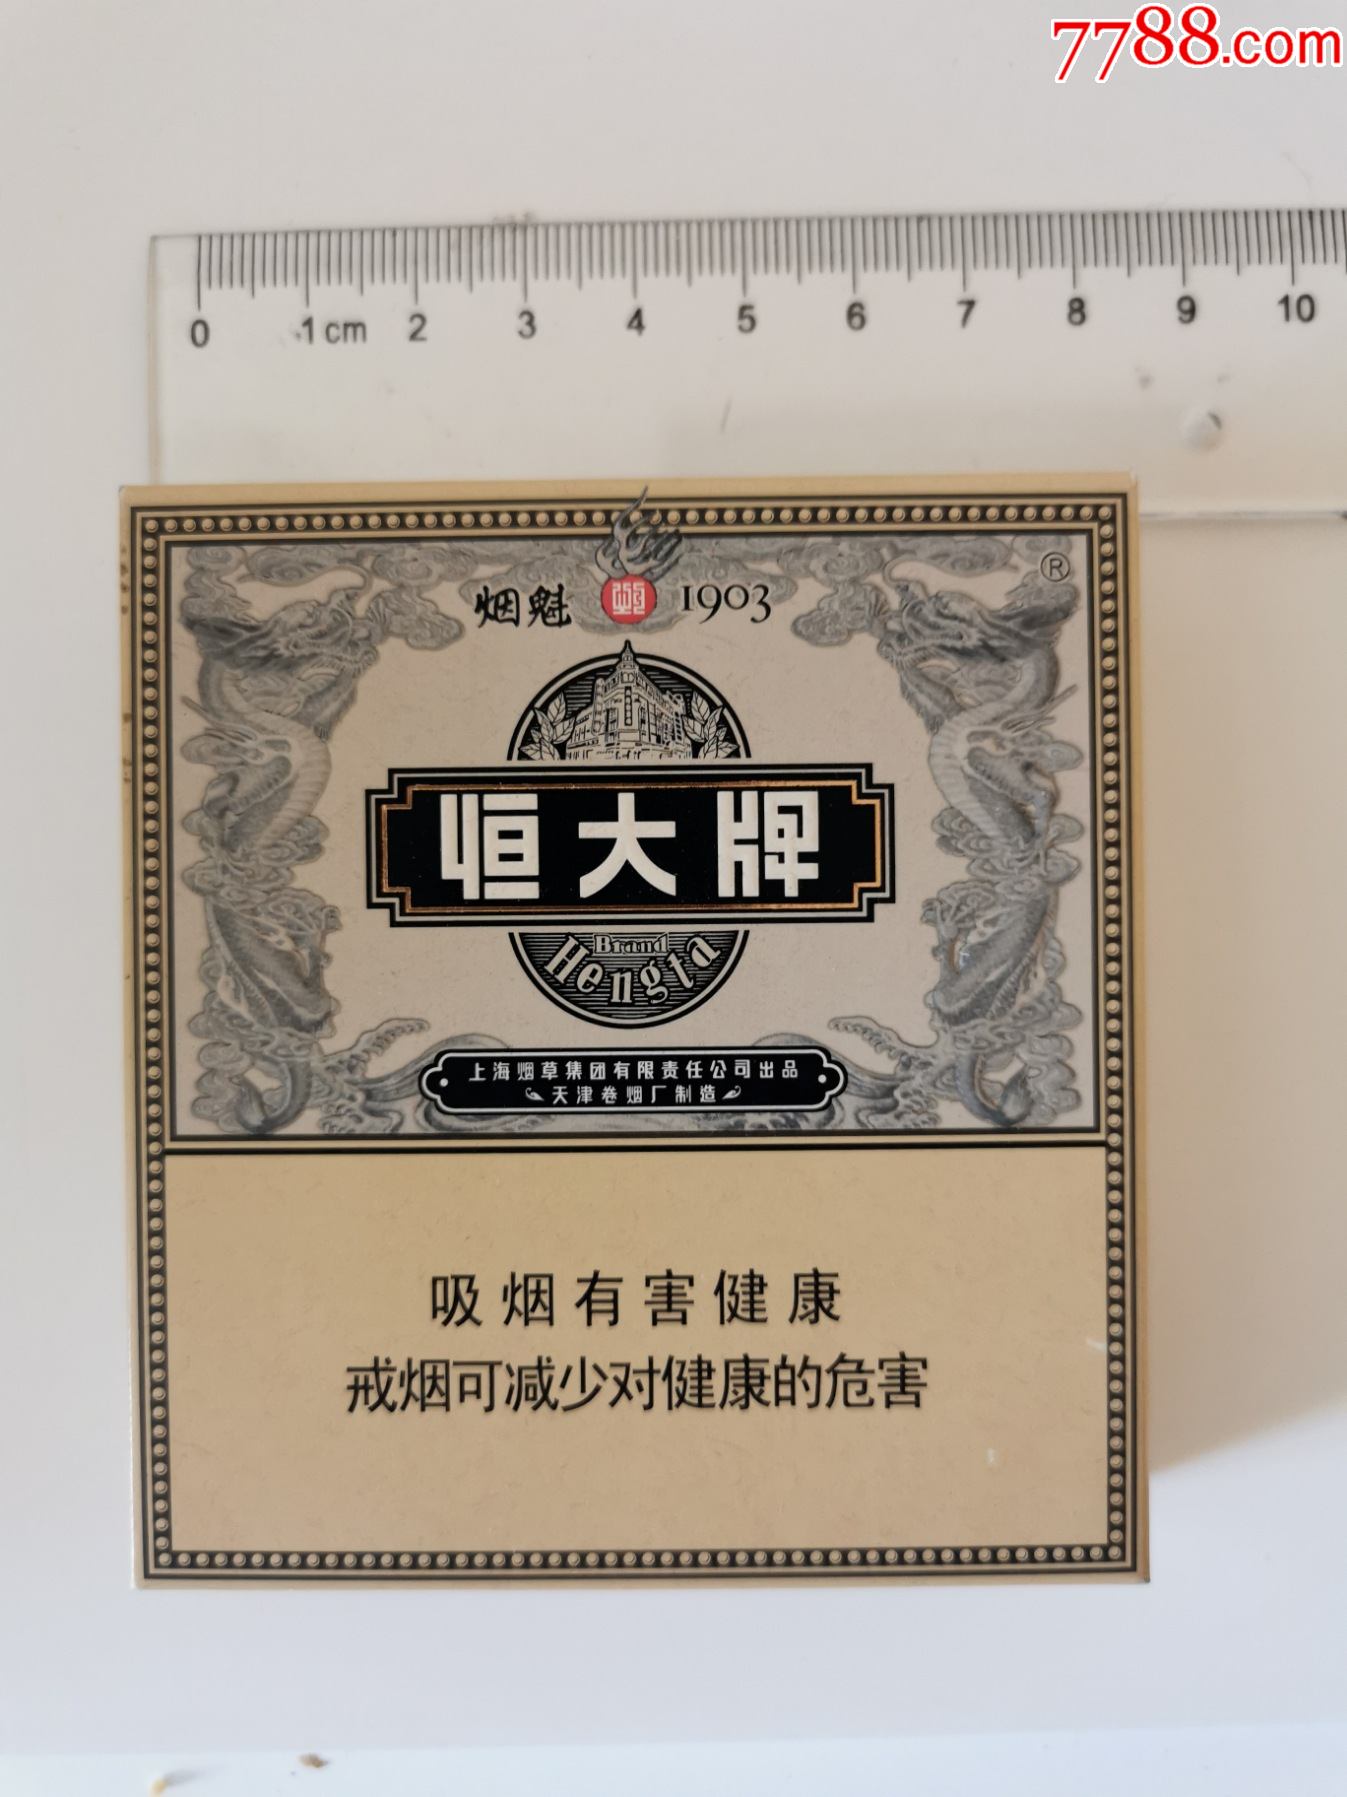 7788.com
0 1cm 2 3 4 5 6 7 8 9 10
烟魁 1903
®
恒大牌
Brand
Hengta
上海烟草集团有限责任公司出品
天津卷烟厂制造
吸烟有害健康
戒烟可减少对健康的危害